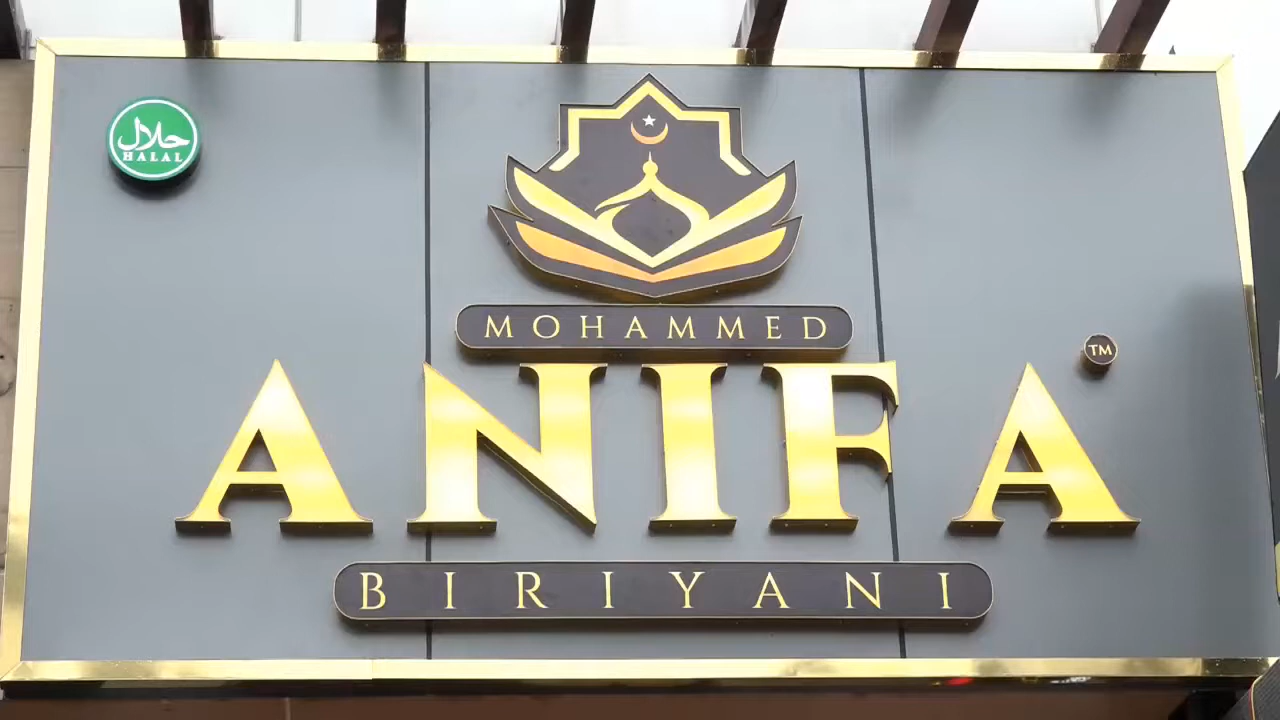 حلال
HALAL
MOHAMMED
ANIFA
TM
BIRIYANI